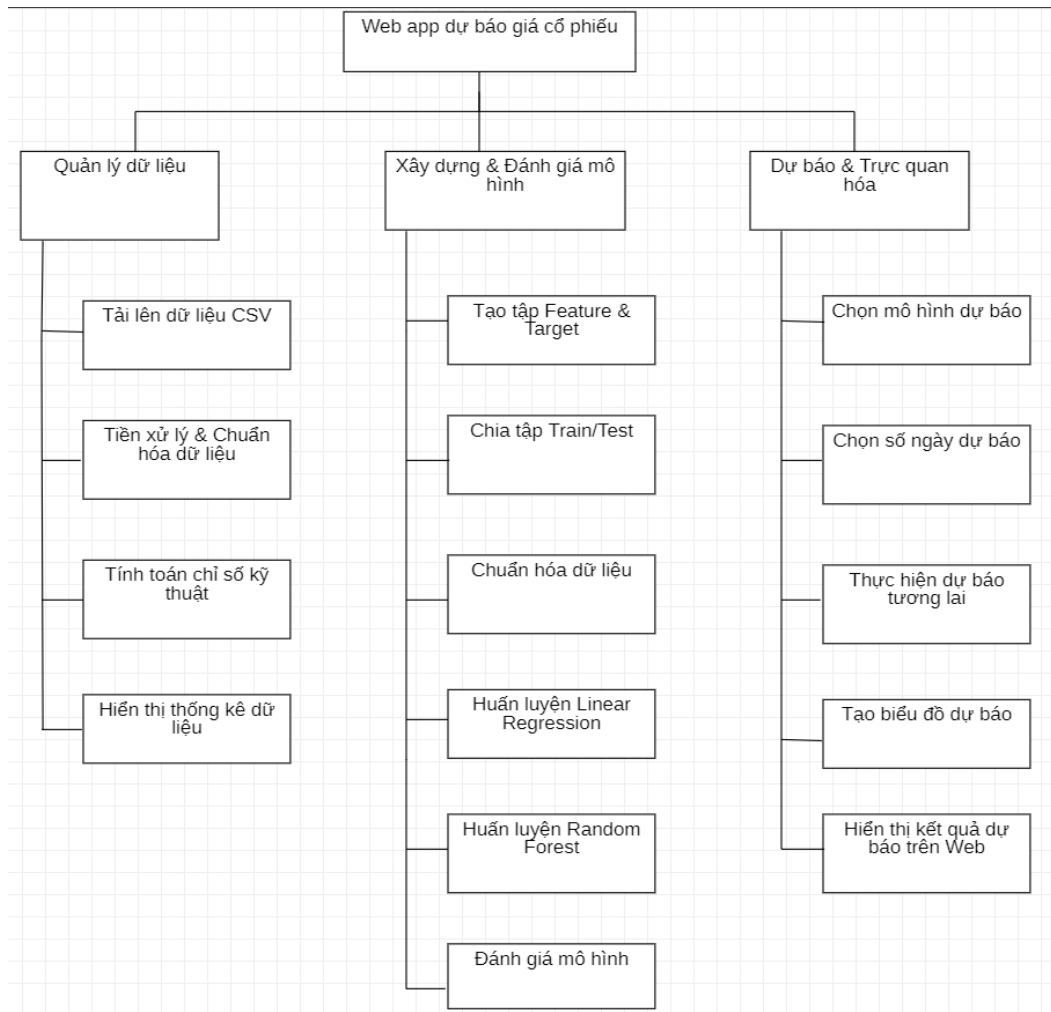 Web app dự báo giá cổ phiếu
Quản lý dữ liệu
Xây dựng & Đánh giá mô
hình
Dự báo & Trực quan
hóa
Tải lên dữ liệu CSV
Tiền xử lý & Chuẩn
hóa dữ liệu
Tính toán chỉ số kỹ
thuật
Hiển thị thống kê dữ
liệu
Tạo tập Feature &
Target
Chia tập Train/Test
Chuẩn hóa dữ liệu
Huấn luyện Linear
Regression
Huấn luyện Random
Forest
Đánh giá mô hình
Chọn mô hình dự báo
Chọn số ngày dự báo
Thực hiện dự báo
tương lai
Tạo biểu đồ dự báo
Hiển thị kết quả dự
báo trên Web